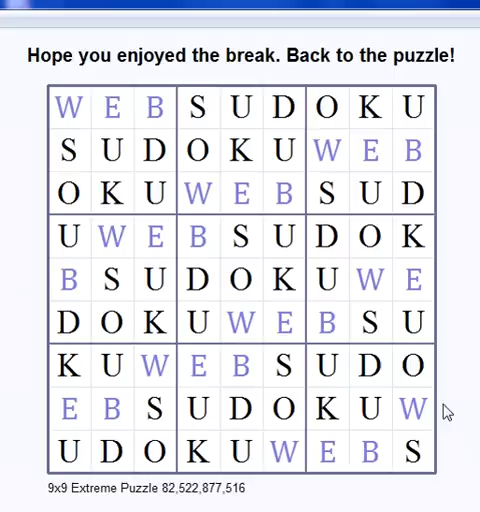 Hope you enjoyed the break. Back to the puzzle!
W E B S U D O K U
S U D O K U W E B
O K U W E B S U D
U W E B S U D O K
B S U D O K U W E
D O K U W E B S U
K U W E B S U D O
E B S U D O K U W
U D O K U W E B S
9x9 Extreme Puzzle 82,522,877,516